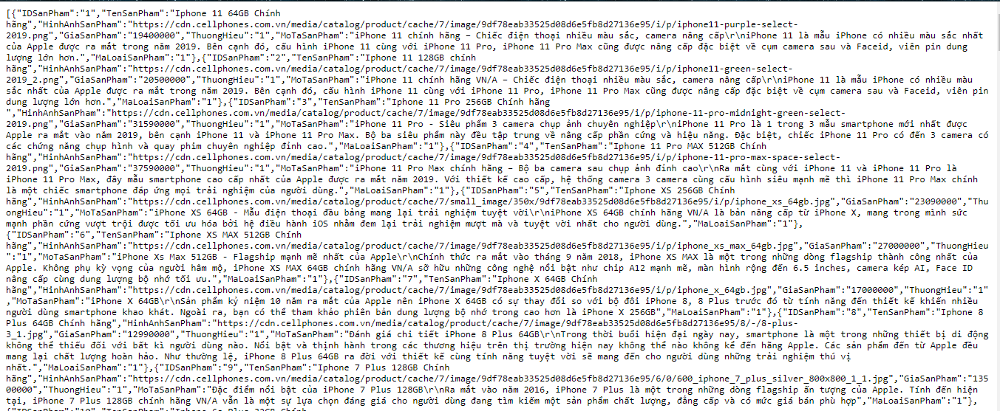 [{"IDSanPham":"1","TenSanPham":"Iphone 11 64GB Chính
hãng","HinhAnhSanPham":"https://cdn.cellphones.com.vn/media/catalog/product/cache/7/image/9df78eab33525d08d6e5fb8d27136e95/i/p/iphone11-purple-select-
2019.png","GiaSanPham":"19400000","ThuongHieu":"1","MoTaSanPham":"iPhone 11 chính hãng – Chiếc điện thoại nhiều màu sắc, camera nâng cấp\r\niPhone 11 là mẫu iPhone có nhiều màu sắc nhất
của Apple được ra mắt trong năm 2019. Bên cạnh đó, cấu hình iPhone 11 cùng với iPhone 11 Pro, iPhone 11 Pro Max cũng được nâng cấp đặc biệt về cụm camera sau và Faceid, viên pin dung
lượng lớn hơn.","MaLoaiSanPham":"1"},{"IDSanPham":"2","TenSanPham":"Iphone 11 128GB chính
hãng","HinhAnhSanPham":"https://cdn.cellphones.com.vn/media/catalog/product/cache/7/image/9df78eab33525d08d6e5fb8d27136e95/i/p/iphone11-green-select-
2019_2.png","GiaSanPham":"20500000","ThuongHieu":"1","MoTaSanPham":"iPhone 11 chính hãng VN/A – Chiếc điện thoại nhiều màu sắc, camera nâng cấp\r\niPhone 11 là mẫu iPhone có nhiều màu
sắc nhất của Apple được ra mắt trong năm 2019. Bên cạnh đó, cấu hình iPhone 11 cùng với iPhone 11 Pro, iPhone 11 Pro Max cũng được nâng cấp đặc biệt về cụm camera sau và Faceid, viên pin
dung lượng lớn hơn.","MaLoaiSanPham":"1"},{"IDSanPham":"3","TenSanPham":"Iphone 11 Pro 256GB Chính hãng
","HinhAnhSanPham":"https://cdn.cellphones.com.vn/media/catalog/product/cache/7/image/9df78eab33525d08d6e5fb8d27136e95/i/p/iphone-11-pro-midnight-green-select-
2019.png","GiaSanPham":"31590000","ThuongHieu":"1","MoTaSanPham":"iPhone 11 Pro - Siêu phẩm 3 camera chụp ảnh chuyên nghiệp\r\niPhone 11 Pro là 1 trong 3 mẫu smartphone mới nhất được
Apple ra mắt vào năm 2019, bên cạnh iPhone 11 và iPhone 11 Pro Max. Bộ ba siêu phẩm này đều tập trung về nâng cấp phần cứng và hiệu năng. Đặc biệt, chiếc iPhone 11 Pro có đến 3 camera có
các chứng năng chụp hình và quay phim chuyên nghiệp đỉnh cao.","MaLoaiSanPham":"1"},{"IDSanPham":"4","TenSanPham":"Iphone 11 Pro MAX 512GB Chính
hãng","HinhAnhSanPham":"https://cdn.cellphones.com.vn/media/catalog/product/cache/7/image/9df78eab33525d08d6e5fb8d27136e95/i/p/iphone-11-pro-max-space-select-
2019.png","GiaSanPham":"37590000","ThuongHieu":"1","MoTaSanPham":"iPhone 11 Pro Max chính hãng – Bộ ba camera sau chụp ảnh đỉnh cao\r\nRa mắt cùng với iPhone 11 và iPhone 11 Pro là
iPhone 11 Pro Max, đây mẫu smartphone cao cấp nhất của Apple được ra mắt năm 2019. Với thiết kế cao cấp, hệ thống camera 3 camera cùng cấu hình siêu mạnh mẽ thì iPhone 11 Pro Max chính
là một chiếc smartphone đáp ứng mọi trải nghiệm của người dùng.","MaLoaiSanPham":"1"},{"IDSanPham":"5","TenSanPham":"Iphone XS 256GB Chính
hãng","HinhAnhSanPham":"https://cdn.cellphones.com.vn/media/catalog/product/cache/7/small_image/350x/9df78eab33525d08d6e5fb8d27136e95/i/p/iphone_xs_64gb.jpg","GiaSanPham":"23090000","Thu
ongHieu":"1","MoTaSanPham":"iPhone XS 64GB - Mẫu điện thoại đầu bảng mang lại trải nghiệm tuyệt vời\r\niPhone XS 64GB chính hãng VN/A là bản nâng cấp từ iPhone X, mang trong mình sức
mạnh phần cứng vượt trội được tối ưu hóa bởi hệ điều hành iOS nhằm đem lại trải nghiệm mượt mà và tuyệt vời nhất cho người dùng.","MaLoaiSanPham":"1"},
{"IDSanPham":"6","TenSanPham":"Iphone XS MAX 512GB Chính
hãng","HinhAnhSanPham":"https://cdn.cellphones.com.vn/media/catalog/product/cache/7/image/9df78eab33525d08d6e5fb8d27136e95/i/p/iphone_xs_max_64gb.jpg","GiaSanPham":"27000000","ThuongHieu
":"1","MoTaSanPham":"iPhone Xs Max 512GB - Flagship mạnh mẽ nhất của Apple\r\nChính thức ra mắt vào tháng 9 năm 2018, iPhone XS MAX là một trong những dòng flagship thành công nhất của
Apple. Không phụ kỳ vọng của người hâm mộ, iPhone XS MAX 64GB chính hãng VN/A sỡ hữu những công nghệ nổi bật như chip A12 mạnh mẽ, màn hình rộng đến 6.5 inches, camera kép AI, Face ID
nâng cấp cùng dung lượng bộ nhớ tối ưu.","MaLoaiSanPham":"1"},{"IDSanPham":"7","TenSanPham":"Iphone X 64GB Chính
hãng","HinhAnhSanPham":"https://cdn.cellphones.com.vn/media/catalog/product/cache/7/image/9df78eab33525d08d6e5fb8d27136e95/i/p/iphone_x_64gb.jpg","GiaSanPham":"17000000","ThuongHieu":"1"
,"MoTaSanPham":"iPhone X 64GB\r\nSản phẩm kỷ niệm 10 năm ra mắt của Apple nên iPhone X 64GB có sự thay đổi so với bộ đôi iPhone 8, 8 Plus trước đó từ tính năng đến thiết kế khiến nhiều
người dùng smartphone khao khát. Ngoài ra, bạn có thể tham khảo phiên bản dung lượng bộ nhớ trong cao hơn là iPhone X 256GB","MaLoaiSanPham":"1"},{"IDSanPham":"8","TenSanPham":"Iphone 8
Plus 64GB Chính hãng","HinhAnhSanPham":"https://cdn.cellphones.com.vn/media/catalog/product/cache/7/image/9df78eab33525d08d6e5fb8d27136e95/8/-/8-plus-
3_1.jpg","GiaSanPham":"12990000","ThuongHieu":"1","MoTaSanPham":"Đánh giá chi tiết iPhone 8 Plus 64GB\r\nTrong thời buổi hiện đại ngày nay, smartphone là một trong những thiết bị di động
không thể thiếu đối với bất kì người dùng nào. Nổi bật và thịnh hành trong các thương hiệu trên thị trường hiện nay không thể nào không kể đến hãng Apple. Các sản phẩm đến từ Apple đều
mang lại chất lượng hoàn hảo. Như thường lệ, iPhone 8 Plus 64GB ra đời với thiết kế cùng tính năng tuyệt vời sẽ mang đến cho người dùng những trải nghiệm thú vị
nhất.","MaLoaiSanPham":"1"},{"IDSanPham":"9","TenSanPham":"Iphone 7 Plus 128GB Chính
hãng","HinhAnhSanPham":"https://cdn.cellphones.com.vn/media/catalog/product/cache/7/image/9df78eab33525d08d6e5fb8d27136e95/6/0/600_iphone_7_plus_silver_800x800_1_1.jpg","GiaSanPham":"135
00000","ThuongHieu":"1","MoTaSanPham":"Đặc điểm nổi bật của iPhone 7 Plus 128GB\r\nRa mắt vào năm 2016, iPhone 7 Plus là một trong những dòng flagship ấn tượng của Apple. Tính đến hiện
tại, iPhone 7 Plus 128GB chính hãng VN/A vẫn là một sự lựa chọn đáng giá cho người dùng đang tìm kiếm một sản phẩm chất lượng, đẳng cấp và có mức giá bán phù hợp","MaLoaiSanPham":"1"},